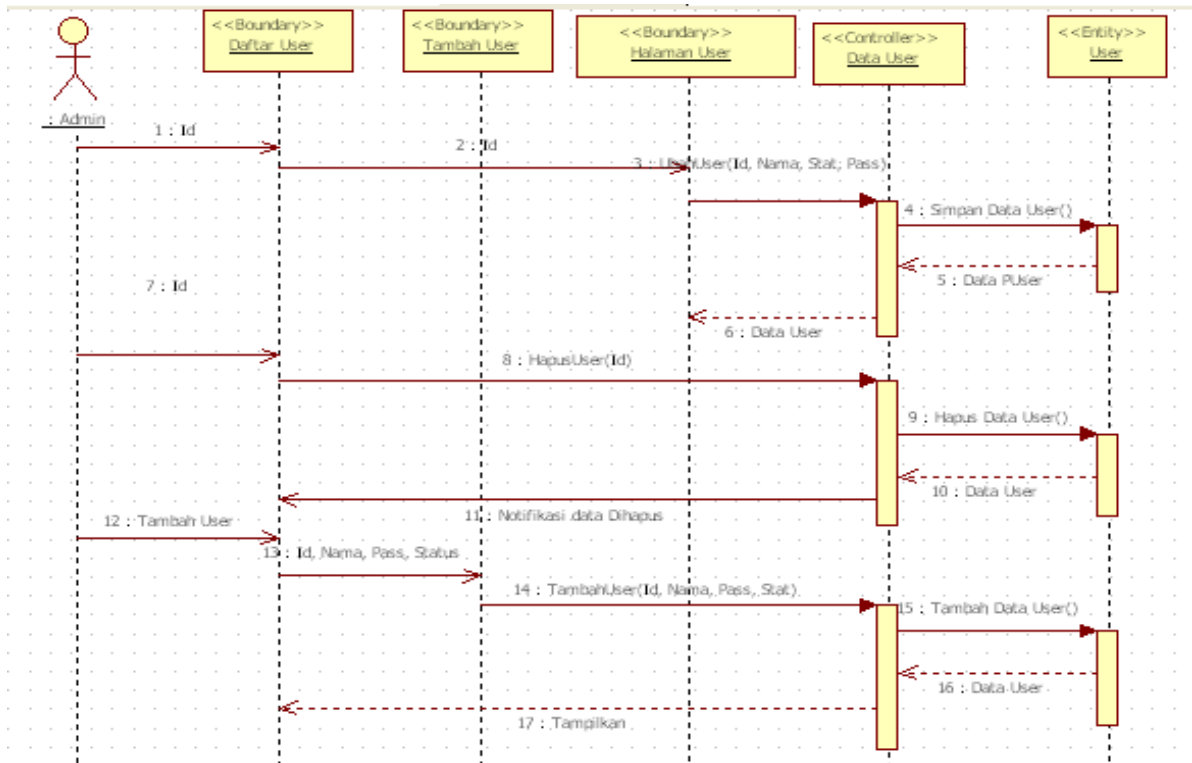 <<Boundary>>
Daftar User
<<Boundary>>
Tambah User
<<Boundary>>
Halaman User
<<Controller>>
Data User
<<Entity>>
User
: Admin
1 : Id
2 : Id
3 : UbahUser(Id, Nama, Stat; Pass)
4 : Simpan Data User()
5 : Data PUser
6 : Data User
7 : Id
8 : HapusUser(Id)
9 : Hapus Data User()
10 : Data User
11 : Notifikasi data Dihapus
12 : Tambah User
13 : Id, Nama, Pass, Status
14 : TambahUser(Id, Nama, Pass, Stat)
15 : Tambah Data User()
16 : Data User
17 : Tampilkan